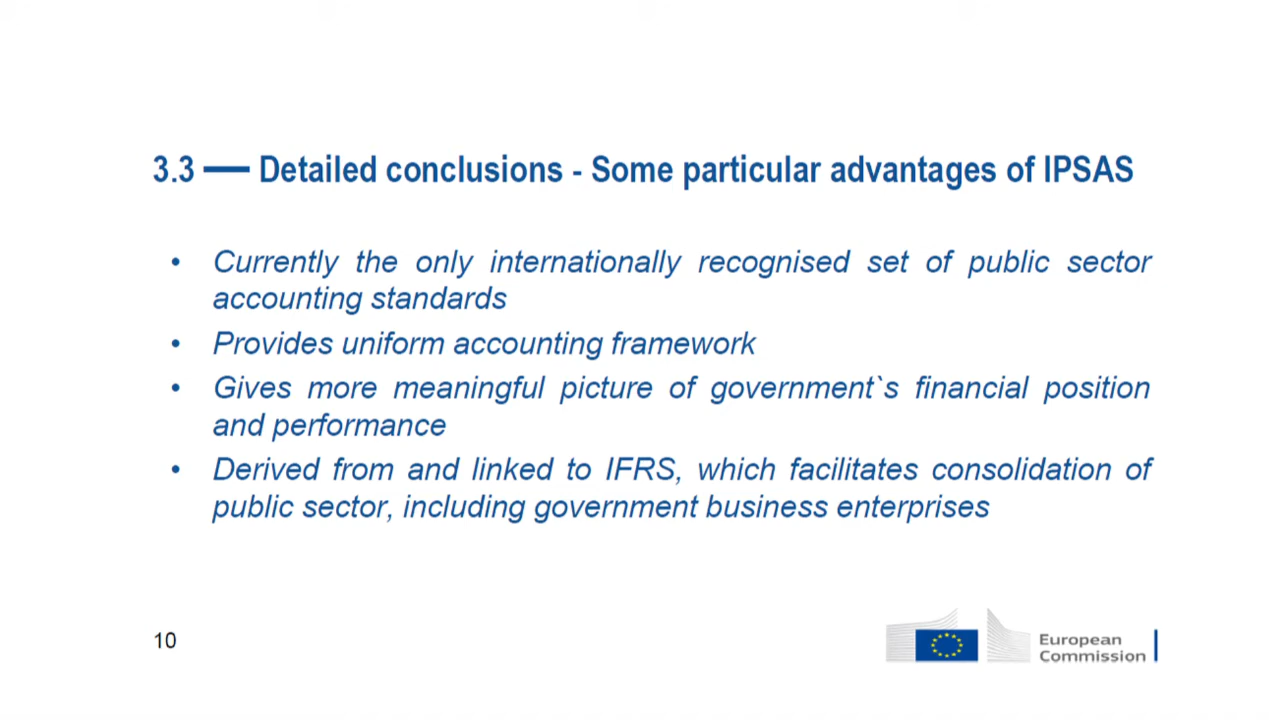 3.3 — Detailed conclusions - Some particular advantages of IPSAS
• Currently the only internationally recognised set of public sector
accounting standards
• Provides uniform accounting framework
• Gives more meaningful picture of government`s financial position
and performance
• Derived from and linked to IFRS, which facilitates consolidation of
public sector, including government business enterprises
10
European
Commission